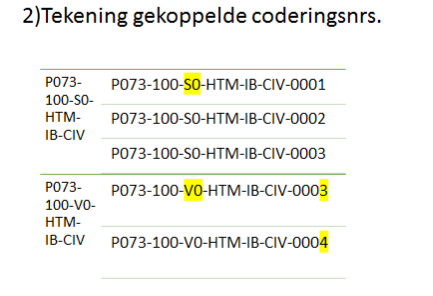 2)Tekening gekoppelde coderingsnrs.
P073-
100-S0-
HTM-
IB-CIV
P073-100-S0-HTM-IB-CIV-0001
P073-100-S0-HTM-IB-CIV-0002
P073-100-S0-HTM-IB-CIV-0003
P073-
100-V0-
HTM-
IB-CIV
P073-100-V0-HTM-IB-CIV-0003
P073-100-V0-HTM-IB-CIV-0004